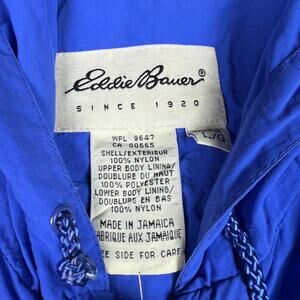 Eddie Bauer®
SINCE 1920
L/G
WPL 9647
CA 00665
SHELL/EXTERIEUR
100% NYLON
UPPER BODY LINING/
DOUBLURE DU HAUT
100% POLYESTER
LOWER BODY LINING/
DOUBLURE EN BAS
100% NYLON
MADE IN JAMAICA
FABRIQUE AUX JAMAIQUE
SEE SIDE FOR CARE